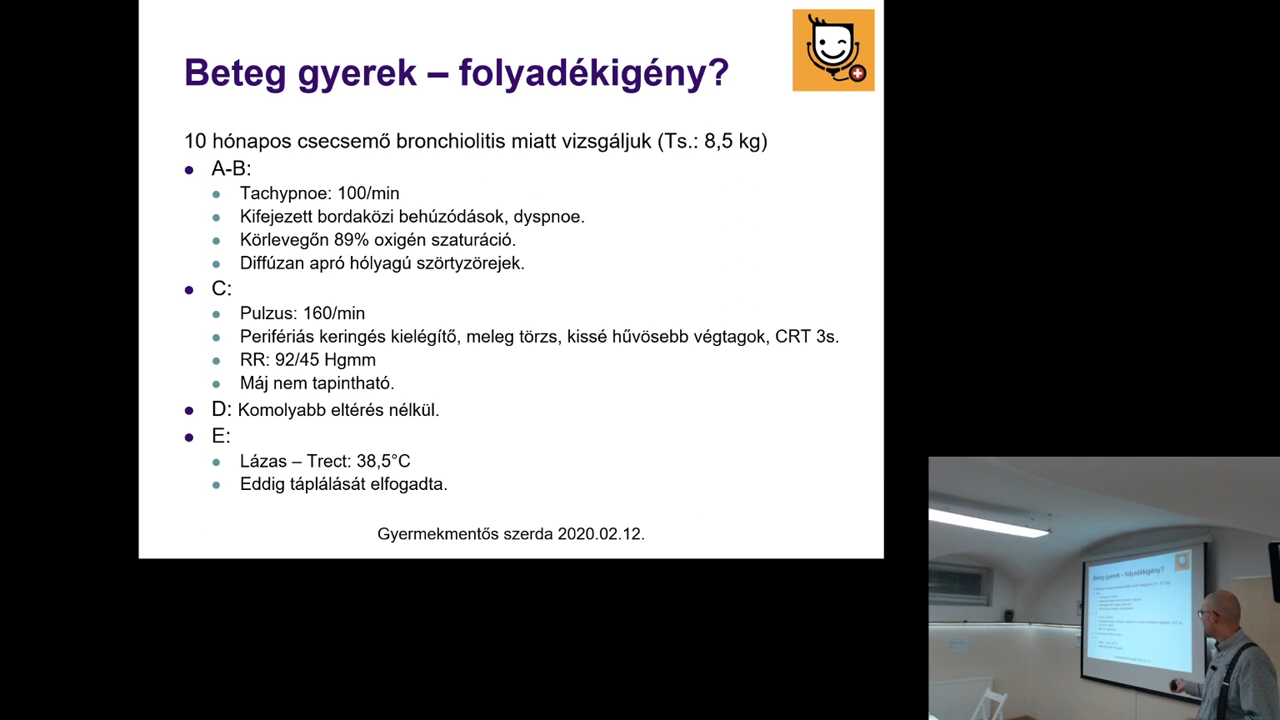 Beteg gyerek – folyadékigény?
10 hónapos csecsemő bronchiolitis miatt vizsgáljuk (Ts.: 8,5 kg)
A-B:
Tachypnoe: 100/min
Kifejezett bordaközi behúzódások, dyspnoe.
Körlevegőn 89% oxigén szaturáció.
Diffúzan apró hólyagú szörtyzörejek.
C:
Pulzus: 160/min
Perifériás keringés kielégítő, meleg törzs, kissé hűvösebb végtagok, CRT 3s.
RR: 92/45 Hgmm
Máj nem tapintható.
D: Komolyabb eltérés nélkül.
E:
Lázas – Trect: 38,5°C
Eddig táplálását elfogadta.
Gyermekmentős szerda 2020.02.12.
Beteg gyerek – folyadékigény?